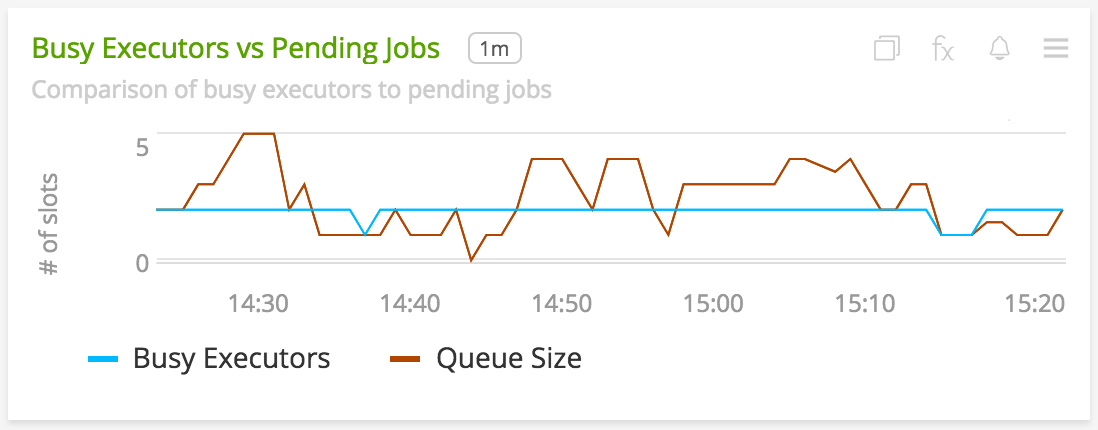 Busy Executors vs Pending Jobs 1m fx
Comparison of busy executors to pending jobs
5
# of slots
0
14:30 14:40 14:50 15:00 15:10 15:20
Busy Executors Queue Size